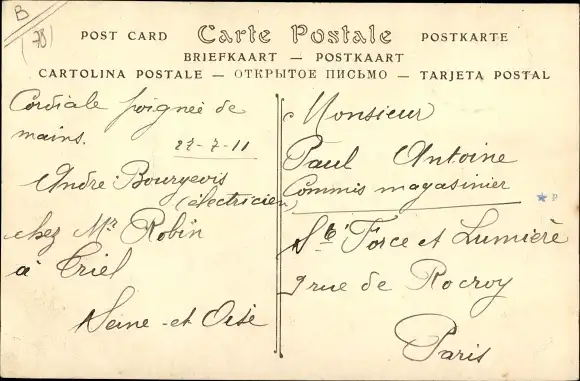 B
(78)
POST CARD Carte Postale POSTKARTE
BRIEFKAART — POSTKAART
CARTOLINA POSTALE — ОТКРЫТОЕ ПИСЬМО — TARJETA POSTAL
Cordiale poignée de
mains.
27-7-11
André Bourgeois
(électricien)
chez Mr Robin
à Triel
Seine-et Oise
Monsieur
Paul Antoine
Commis magasinier
Sté Force et Lumière
9 rue de Rocroy
Paris
P